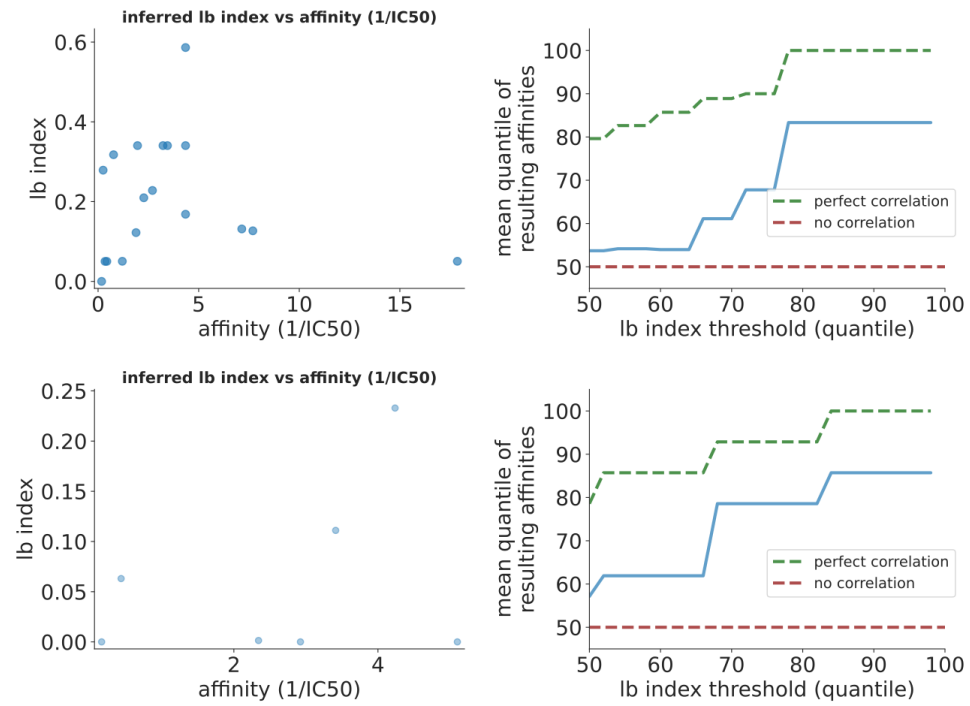 inferred lb index vs affinity (1/IC50)
lb index
0.6
0.4
0.2
0.0
0
5
10
15
affinity (1/IC50)
mean quantile of
resulting affinities
100
90
80
70
60
50
perfect correlation
no correlation
50
60
70
80
90
100
lb index threshold (quantile)
inferred lb index vs affinity (1/IC50)
lb index
0.25
0.20
0.15
0.10
0.05
0.00
2
4
affinity (1/IC50)
mean quantile of
resulting affinities
100
90
80
70
60
50
perfect correlation
no correlation
50
60
70
80
90
100
lb index threshold (quantile)